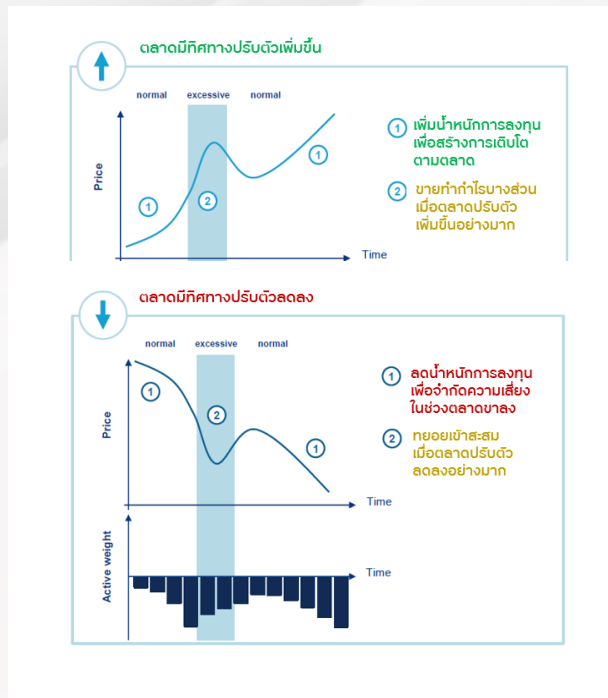 ตลาดมีทิศทางปรับตัวเพิ่มขึ้น
normal excessive normal
Price
1
2
1
Time
1 เพิ่มน้ำหนักการลงทุน
เพื่อสร้างการเติบโต
ตามตลาด
2 ขายทำกำไรบางส่วน
เมื่อตลาดปรับตัว
เพิ่มขึ้นอย่างมาก
ตลาดมีทิศทางปรับตัวลดลง
normal excessive normal
Price
1
2
1
Time
1 ลดน้ำหนักการลงทุน
เพื่อจำกัดความเสี่ยง
ในช่วงตลาดขาลง
2 ทยอยเข้าสะสม
เมื่อตลาดปรับตัว
ลดลงอย่างมาก
Active weight
Time